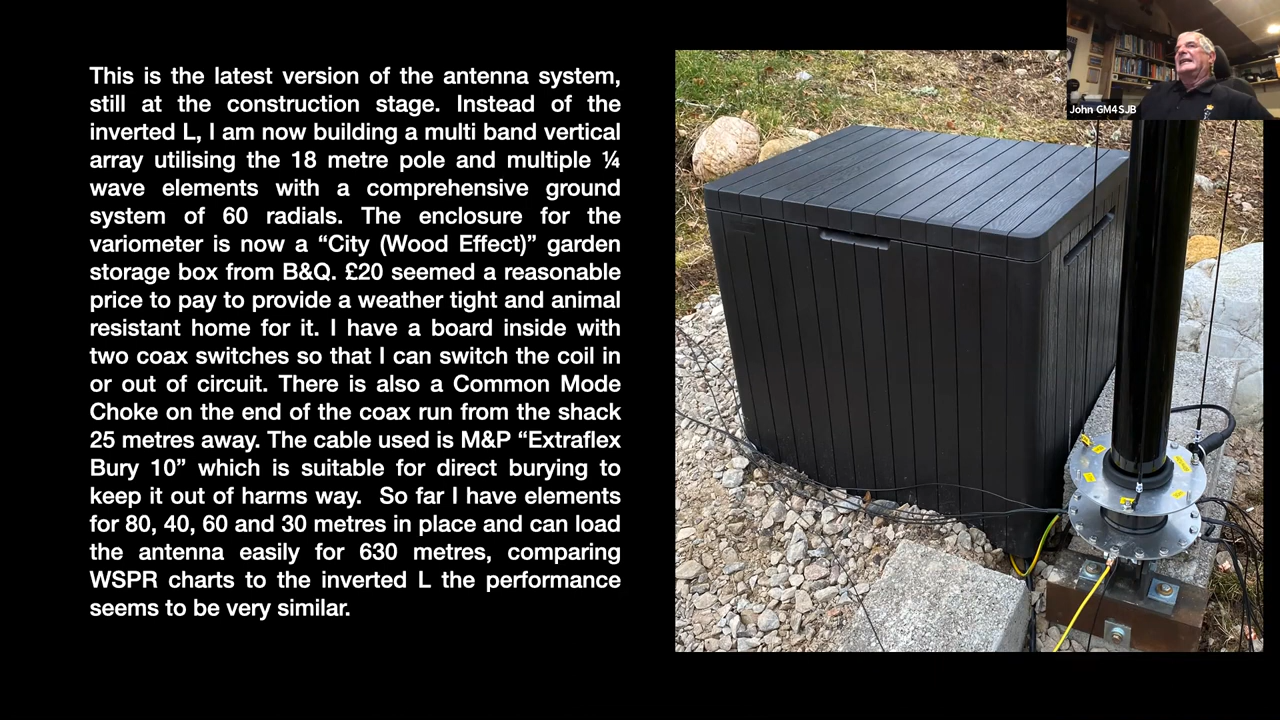 This is the latest version of the antenna system,
still at the construction stage. Instead of the
inverted L, I am now building a multi band vertical
array utilising the 18 metre pole and multiple ¼
wave elements with a comprehensive ground
system of 60 radials. The enclosure for the
variometer is now a “City (Wood Effect)” garden
storage box from B&Q. £20 seemed a reasonable
price to pay to provide a weather tight and animal
resistant home for it. I have a board inside with
two coax switches so that I can switch the coil in
or out of circuit. There is also a Common Mode
Choke on the end of the coax run from the shack
25 metres away. The cable used is M&P “Extraflex
Bury 10” which is suitable for direct burying to
keep it out of harms way.  So far I have elements
for 80, 40, 60 and 30 metres in place and can load
the antenna easily for 630 metres, comparing
WSPR charts to the inverted L the performance
seems to be very similar.
John GM4SJB